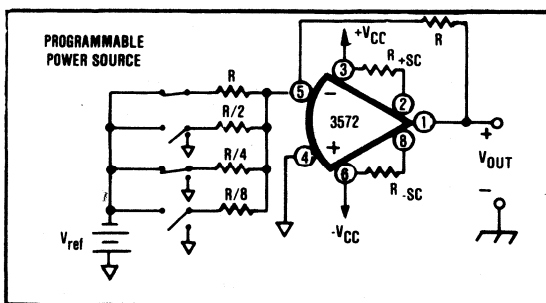 PROGRAMMABLE
POWER SOURCE
R
+VCC
R+SC
3
5
R
−
2
R/2
3572
1
+
4
+
8
VOUT
R/4
6
R-SC
−
R/8
-VCC
Vref